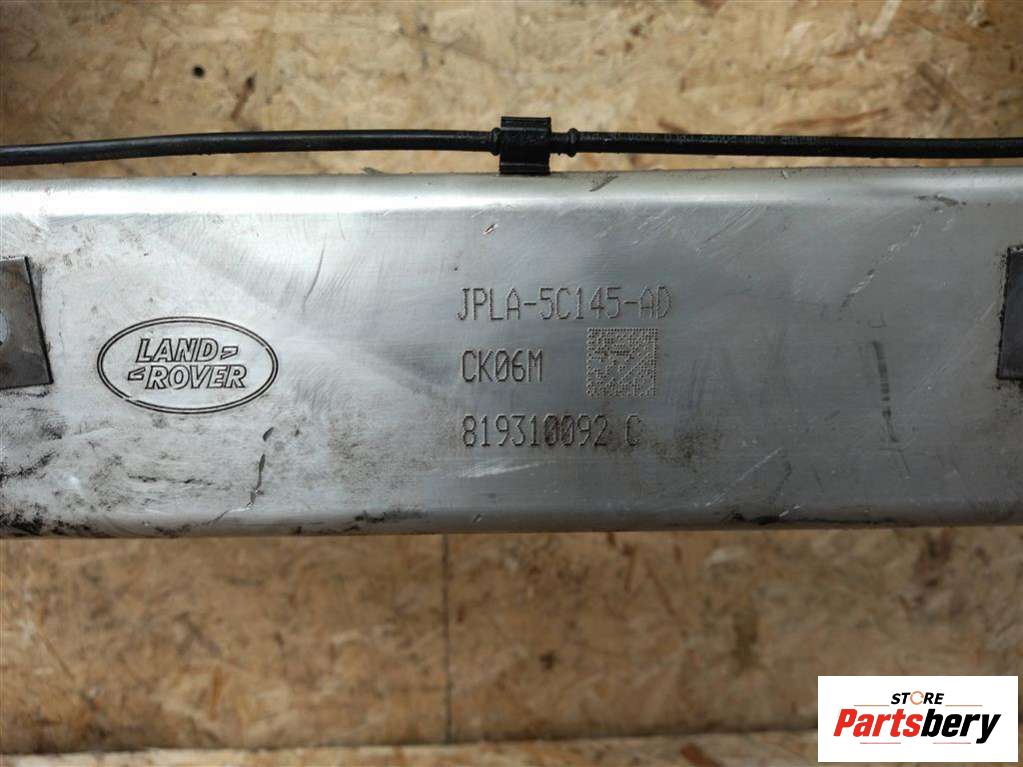 JPLA-5C145-AD
LAND
ROVER
CK06M
819310092 C
STORE
Partsbery